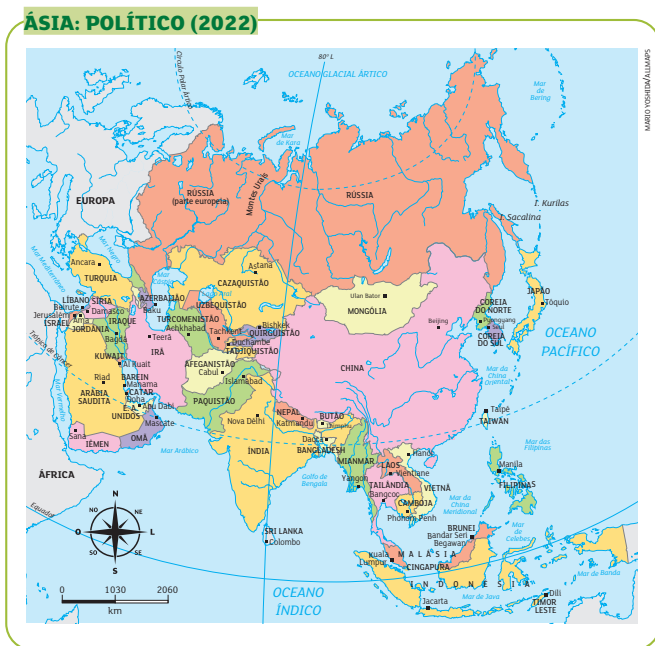 ÁSIA: POLÍTICO (2022)
MARIO YOSHIDA/ALLMAPS
80° L
OCEANO GLACIAL ÁRTICO
Círculo Polar Ártico
Mar
de Bering
Mar
de Kara
EUROPA
RÚSSIA
(parte europeia)
Montes Urais
RÚSSIA
I. Kurilas
I. Sacalina
Mar Mediterrâneo
Mar Negro
Ancara
TURQUIA
Mar
Cáspio
Astana
CAZAQUISTÃO
Ulan Bator
MONGÓLIA
JAPÃO
Tóquio
COREIA
DO NORTE
Seul
COREIA
DO SUL
Beijing
OCEANO
PACÍFICO
LÍBANO
SÍRIA
Beirute
Damasco
Jerusalém
Amã
ISRAEL
JORDÂNIA
IRAQUE
Bagdá
AZERBAIJÃO
Baku
UZBEQUISTÃO
TURCOMENISTÃO
Achkhabad
Tachkent
Bishkek
QUIRGUISTÃO
Duchambe
TADJIQUISTÃO
Teerã
IRÃ
AFEGANISTÃO
Cabul
Islamabad
PAQUISTÃO
CHINA
KUWAIT
Al Kuait
Riad
BAREIN
Manama
CATAR
Doha
ARÁBIA
SAUDITA
E. A.
UNIDOS
Abu Dabi
Mascate
OMÃ
Sana
IÊMEN
Trópico de Câncer
Mar Vermelho
Mar Arábico
Nova Délhi
ÍNDIA
NEPAL
Katmandu
BUTÃO
Daca
BANGLADESH
MIANMAR
Yangon
Golfo de
Bengala
LAOS
Vientiane
Hanói
VIETNÃ
TAILÂNDIA
Bangcoc
CAMBOJA
Phnom Penh
Mar da
China
Oriental
Taipé
TAIWAN
Mar das
Filipinas
Manila
FILIPINAS
Mar da
China
Meridional
ÁFRICA
Equador
N
NO
NE
O
L
SO
SE
S
SRI LANKA
Colombo
BRUNEI
Bandar Seri
Begawan
Mar de
Celebes
Kuala
Lumpur
MALÁSIA
CINGAPURA
INDONÉSIA
Mar de Banda
Mar de Java
Jacarta
Dili
TIMOR
LESTE
OCEANO
ÍNDICO
0 1030 2060
km